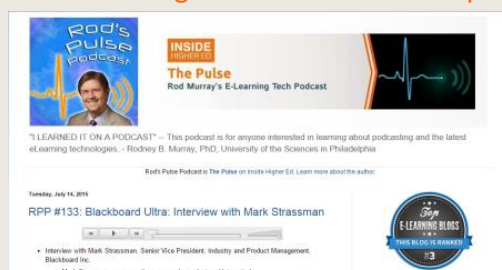 Rod's
Pulse
Podcast
INSIDE
HIGHER ED
The Pulse
Rod Murray's E-Learning Tech Podcast
"I LEARNED IT ON A PODCAST" -- This podcast is for anyone interested in learning about podcasting and the latest
eLearning technologies. - Rodney B. Murray, PhD, University of the Sciences in Philadelphia
Rod's Pulse Podcast is The Pulse on Inside Higher Ed. Learn more about the author.
Tuesday, July 14, 2015
RPP #133: Blackboard Ultra: Interview with Mark Strassman
Interview with Mark Strassman, Senior Vice President, Industry and Product Management,
Blackboard Inc.
Top
E-LEARNING BLOGS
THIS BLOG IS RANKED
#3